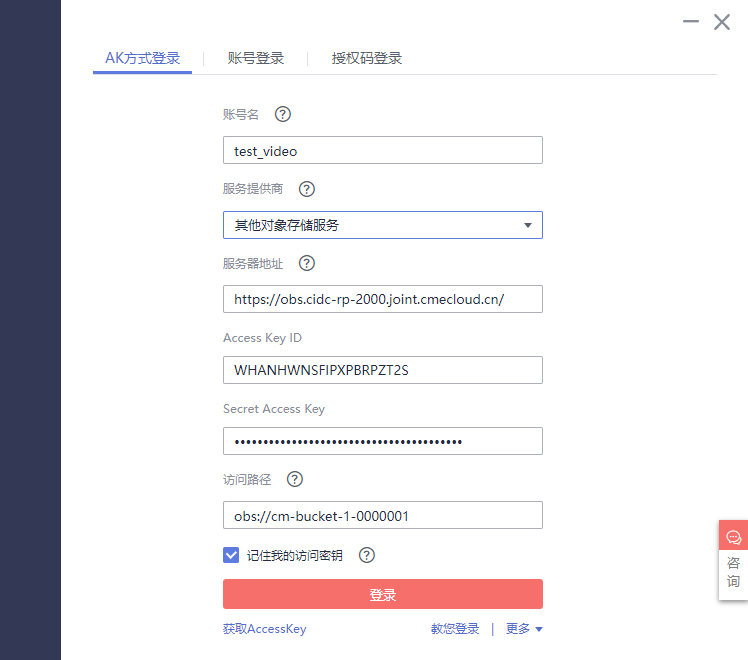 AK方式登录 账号登录 授权码登录
账号名 ?
test_video
服务提供商 ?
其他对象存储服务
服务器地址 ?
https://obs.cidc-rp-2000.joint.cmecloud.cn/
Access Key ID
WHANHWNSFIPXPBRPZT2S
Secret Access Key
••••••••••••••••••••••••••••••••••••••••
访问路径 ?
obs://cm-bucket-1-0000001
记住我的访问密钥 ?
登录
获取AccessKey 教您登录 | 更多
咨
询